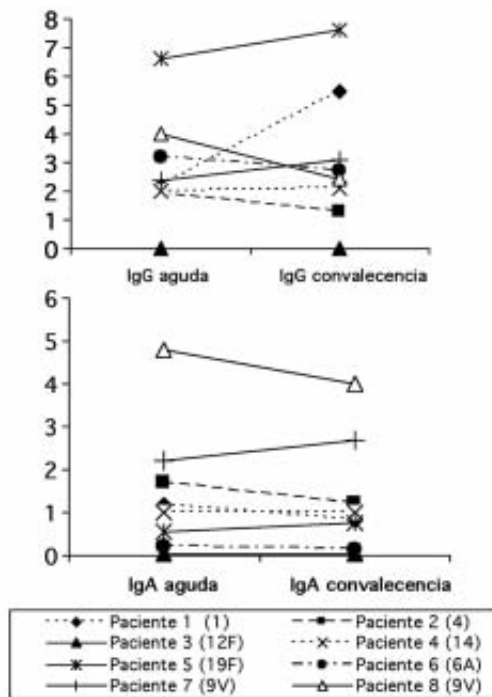 8
7
6
5
4
3
2
1
0
IgG aguda IgG convalecencia
6
5
4
3
2
1
0
IgA aguda IgA convalecencia
Paciente 1 (1) Paciente 2 (4)
Paciente 3 (12F) Paciente 4 (14)
Paciente 5 (19F) Paciente 6 (6A)
Paciente 7 (9V) Paciente 8 (9V)